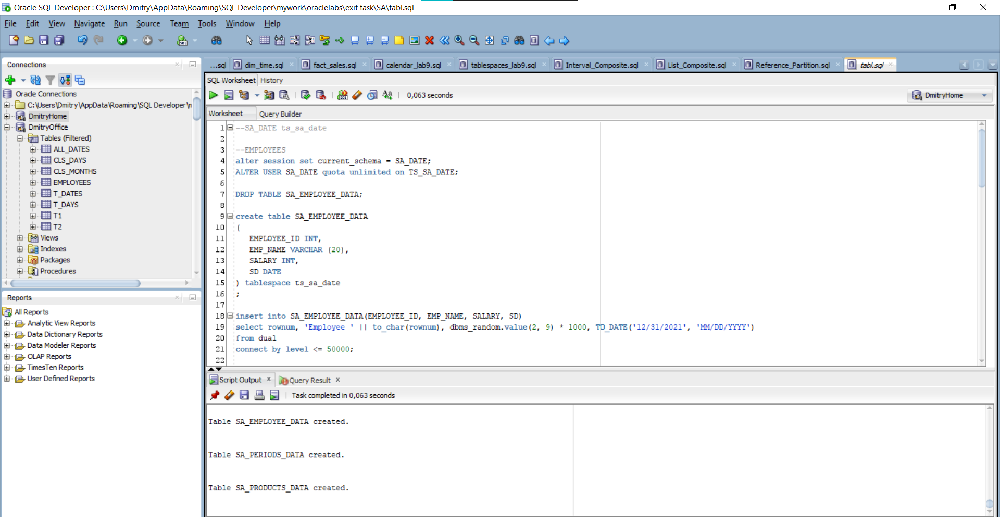 Oracle SQL Developer : C:\Users\Dmitry\AppData\Roaming\SQL Developer\mywork\oraclelabs\exit task\SA\tabl.sql
File Edit View Navigate Run Source Team Tools Window Help
Connections
Oracle Connections
C:\Users\Dmitry\AppData\Roaming\SQL Developer\
DmitryHome
DmitryOffice
Tables (Filtered)
ALL_DATES
CLS_DAYS
CLS_MONTHS
EMPLOYEES
T_DATES
T_DAYS
T1
T2
Views
Indexes
Packages
Procedures
Reports
All Reports
Analytic View Reports
Data Dictionary Reports
Data Modeler Reports
OLAP Reports
TimesTen Reports
User Defined Reports
...sql dim_time.sql fact_sales.sql calendar_lab9.sql tablespaces_lab9.sql Interval_Composite.sql List_Composite.sql Reference_Partition.sql tabl.sql
SQL Worksheet History
0,063 seconds
DmitryHome
Worksheet Query Builder
1 --SA_DATE ts_sa_date
2
3 --EMPLOYEES
4 alter session set current_schema = SA_DATE;
5 ALTER USER SA_DATE quota unlimited on TS_SA_DATE;
6
7 DROP TABLE SA_EMPLOYEE_DATA;
8
9 create table SA_EMPLOYEE_DATA
10 (
11 EMPLOYEE_ID INT,
12 EMP_NAME VARCHAR (20),
13 SALARY INT,
14 SD DATE
15 ) tablespace ts_sa_date
16 ;
17
18 insert into SA_EMPLOYEE_DATA(EMPLOYEE_ID, EMP_NAME, SALARY, SD)
19 select rownum, 'Employee ' || to_char(rownum), dbms_random.value(2, 9) * 1000, TO_DATE('12/31/2021', 'MM/DD/YYYY')
20 from dual
21 connect by level <= 50000;
22
Script Output Query Result
Task completed in 0,063 seconds
Table SA_EMPLOYEE_DATA created.
Table SA_PERIODS_DATA created.
Table SA_PRODUCTS_DATA created.